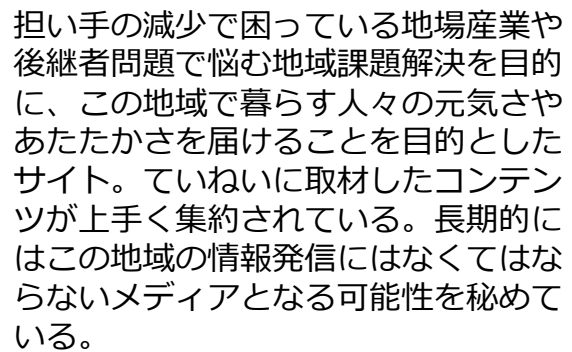 担い手の減少で困っている地場産業や
後継者問題で悩む地域課題解決を目的
に、この地域で暮らす人々の元気さや
あたたかさを届けることを目的とした
サイト。ていねいに取材したコンテン
ツが上手く集約されている。長期的に
はこの地域の情報発信にはなくてはな
らないメディアとなる可能性を秘めて
いる。